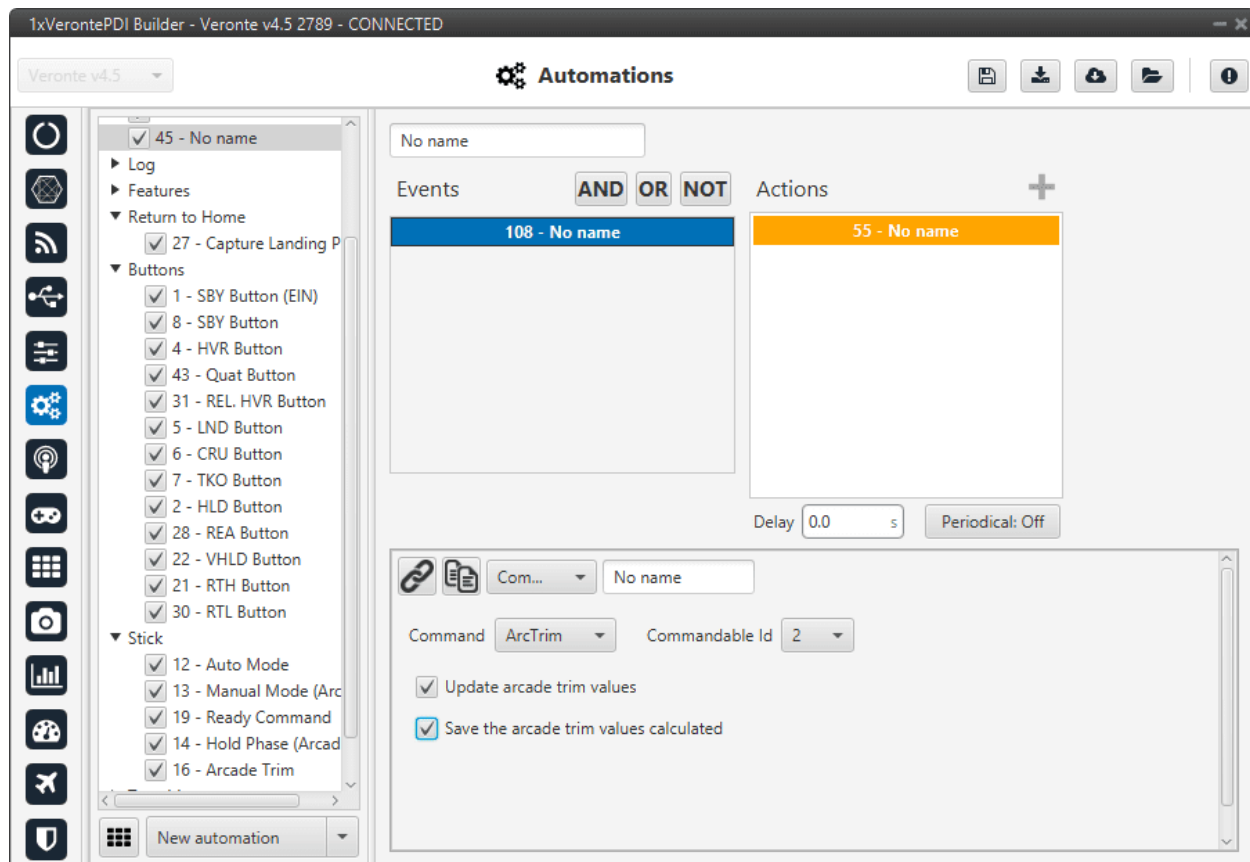 1xVerontePDI Builder - Veronte v4.5 2789 - CONNECTED
Veronte v4.5
Automations
45 - No name
Log
Features
Return to Home
27 - Capture Landing P
Buttons
1 - SBY Button (EIN)
8 - SBY Button
4 - HVR Button
43 - Quat Button
31 - REL. HVR Button
5 - LND Button
6 - CRU Button
7 - TKO Button
2 - HLD Button
28 - REA Button
22 - VHLD Button
21 - RTH Button
30 - RTL Button
Stick
12 - Auto Mode
13 - Manual Mode (Arc
19 - Ready Command
14 - Hold Phase (Arcad
16 - Arcade Trim
New automation
No name
Events AND OR NOT Actions
108 - No name
55 - No name
Delay 0.0 s Periodical: Off
Com... No name
Command ArcTrim Commandable Id 2
Update arcade trim values
Save the arcade trim values calculated